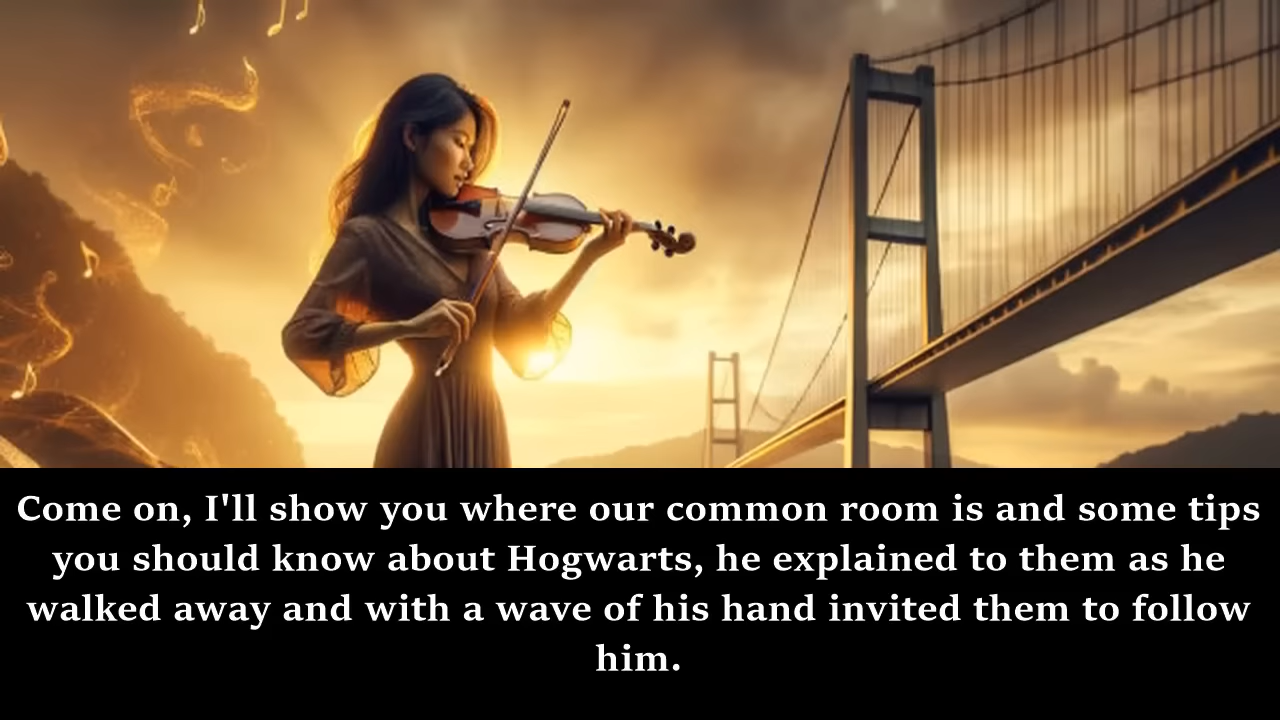 Come on, I'll show you where our common room is and some tips
you should know about Hogwarts, he explained to them as he
walked away and with a wave of his hand invited them to follow
him.